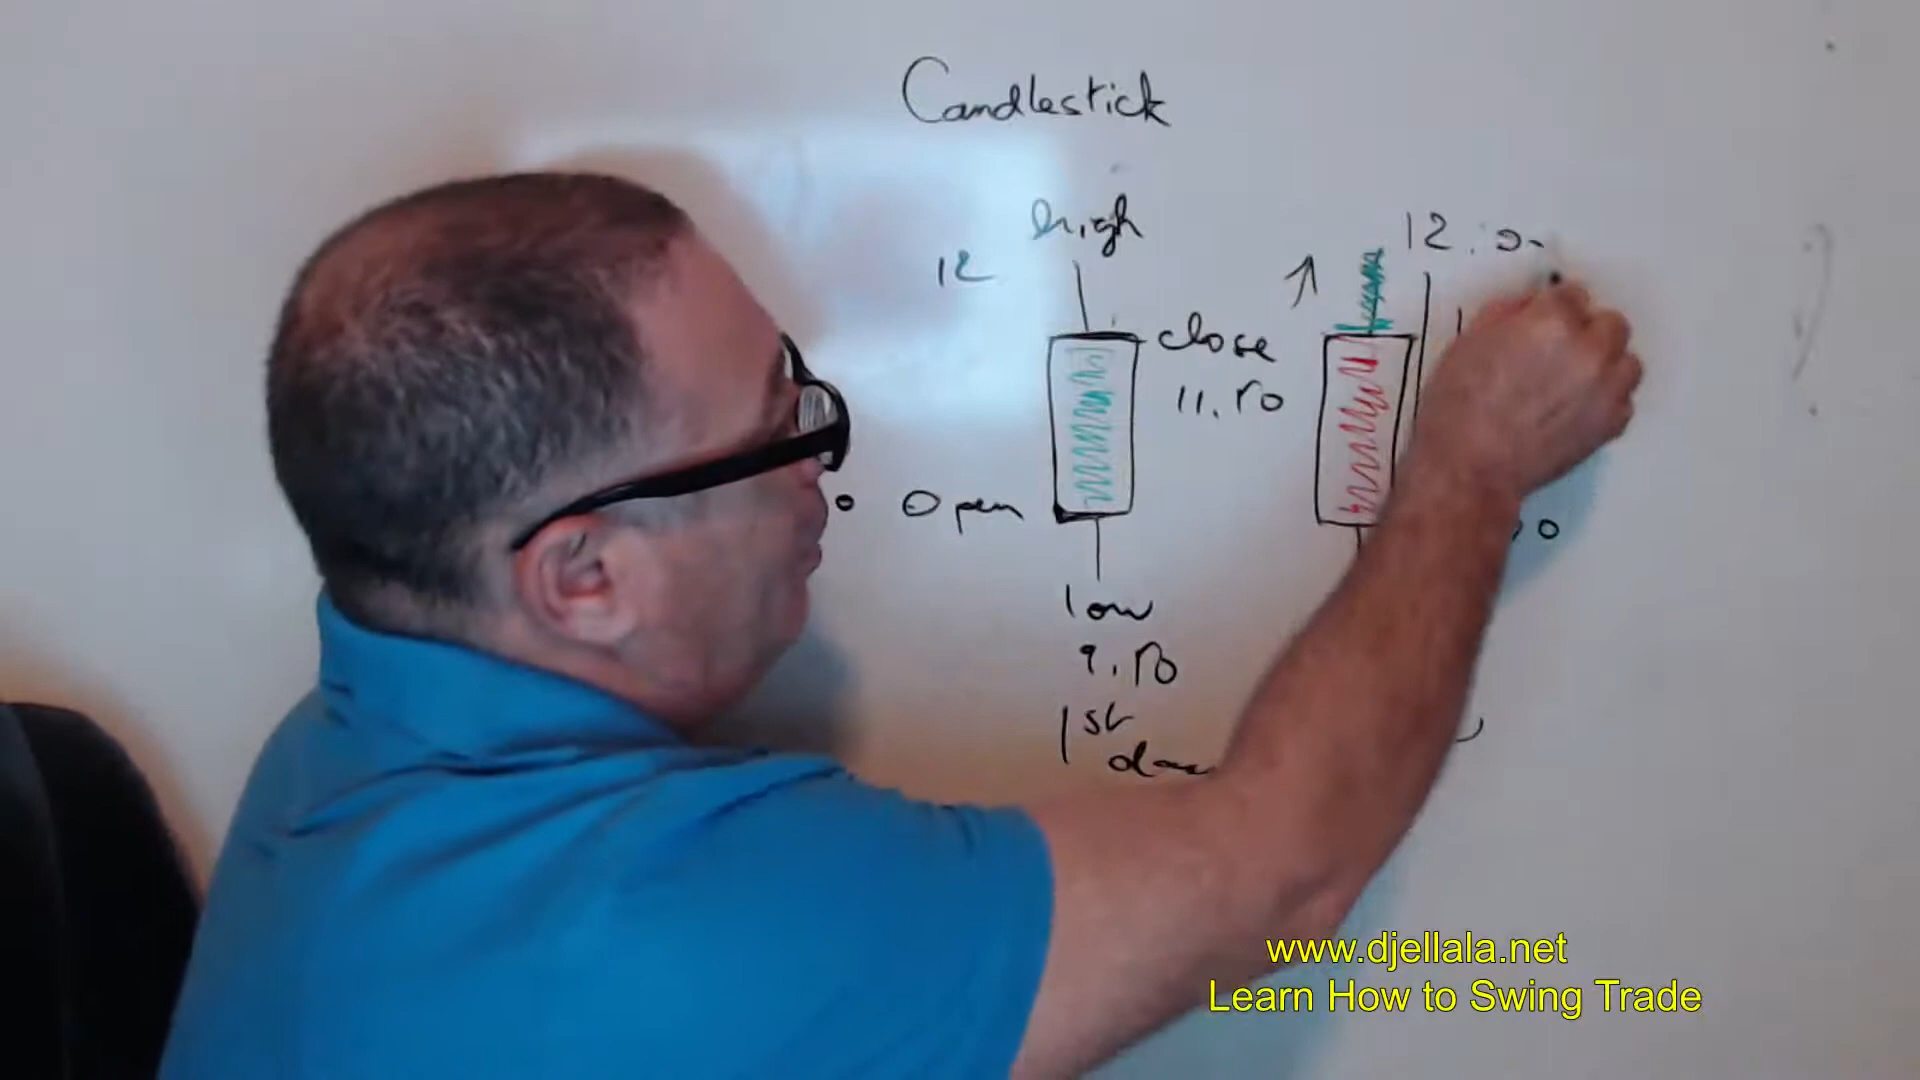 Candlestick
high
12
12.0
close
11.50
Open
low
9.50
1st
day
www.djellala.net
Learn How to Swing Trade